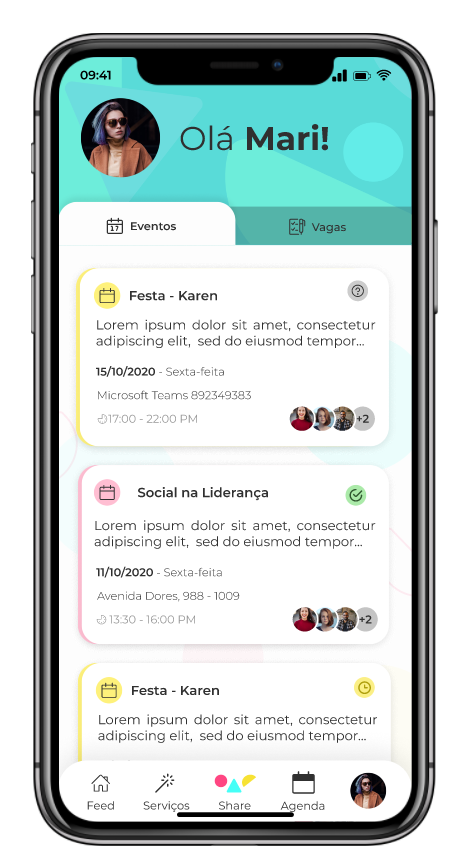 09:41
Olá Mari!
17 Eventos
Vagas
Festa - Karen
?
Lorem ipsum dolor sit amet, consectetur
adipiscing elit, sed do eiusmod tempor...
15/10/2020 - Sexta-feita
Microsoft Teams 892349383
17:00 - 22:00 PM
+2
Social na Liderança
Lorem ipsum dolor sit amet, consectetur
adipiscing elit, sed do eiusmod tempor...
11/10/2020 - Sexta-feita
Avenida Dores, 988 - 1009
13:30 - 16:00 PM
+2
Festa - Karen
Lorem ipsum dolor sit amet, consectetur
adipiscing elit, sed do eiusmod tempor...
Feed
Serviços
Share
Agenda